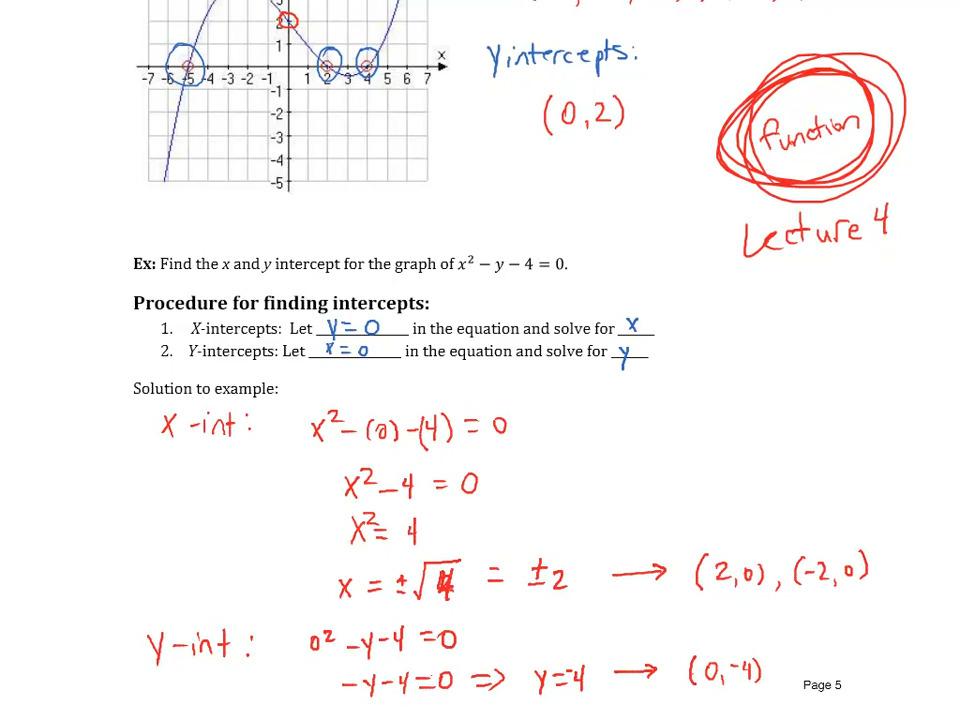 2
1
x
-7 -6 -5 -4 -3 -2 -1 1 2 3 4 5 6 7
-1
-2
-3
-4
-5
y intercepts:
(0,2)
function
Lecture 4
Ex: Find the x and y intercept for the graph of x² − y − 4 = 0.
Procedure for finding intercepts:
1. X-intercepts: Let y = 0 in the equation and solve for x
2. Y-intercepts: Let x = 0 in the equation and solve for y
Solution to example:
x-int: x² - (0) - (4) = 0
x² - 4 = 0
x² = 4
x = ±√4 = ±2 → (2,0), (-2,0)
y-int: 0² - y - 4 = 0
-y - 4 = 0 => y = -4 → (0,-4)
Page 5